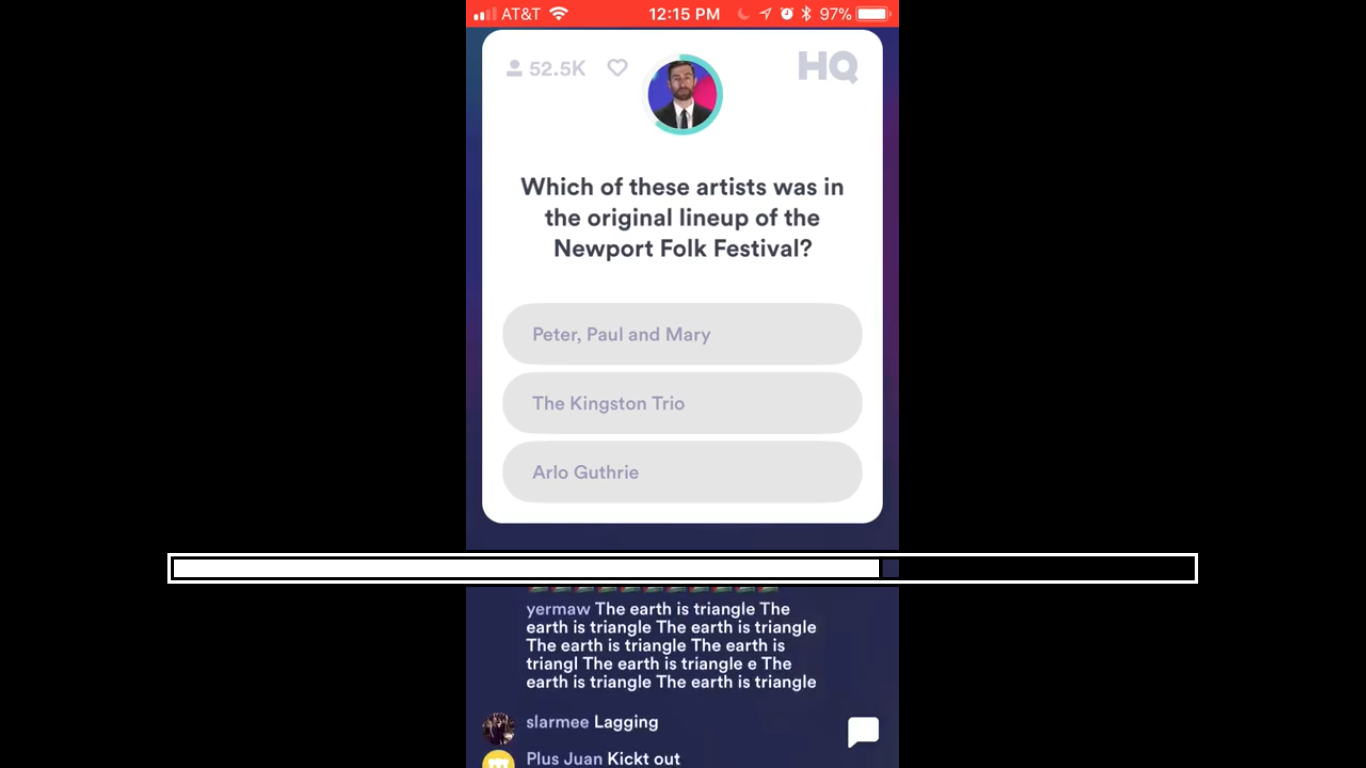 AT&T 12:15 PM 97%
52.5K HQ
Which of these artists was in
the original lineup of the
Newport Folk Festival?
Peter, Paul and Mary
The Kingston Trio
Arlo Guthrie
yermaw The earth is triangle The
earth is triangle The earth is triangle
The earth is triangle The earth is
triangl The earth is triangle e The
earth is triangle The earth is triangle
slarmee Lagging
Plus Juan Kickt out